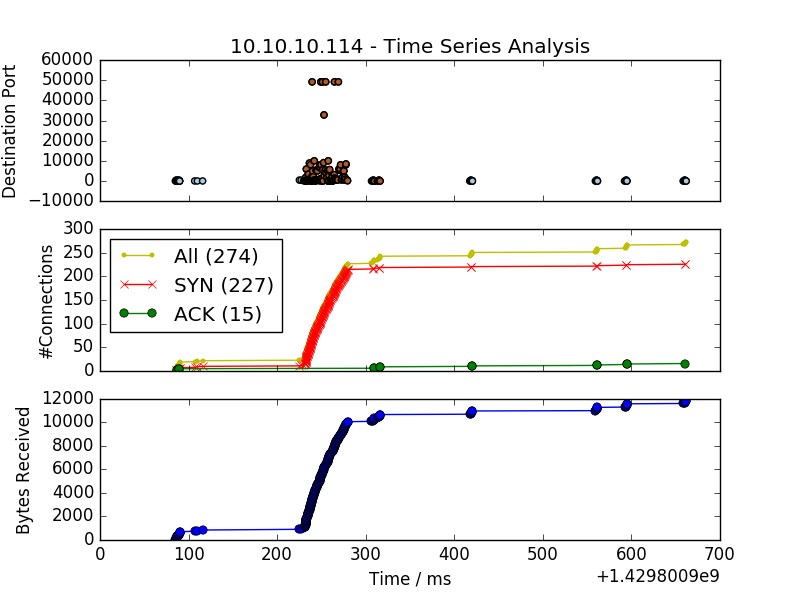 10.10.10.114 - Time Series Analysis
Destination Port
60000
50000
40000
30000
20000
10000
0
−10000
#Connections
300
250
200
150
100
50
0
All (274)
SYN (227)
ACK (15)
Bytes Received
12000
10000
8000
6000
4000
2000
0
0 100 200 300 400 500 600 700
Time / ms
+1.4298009e9